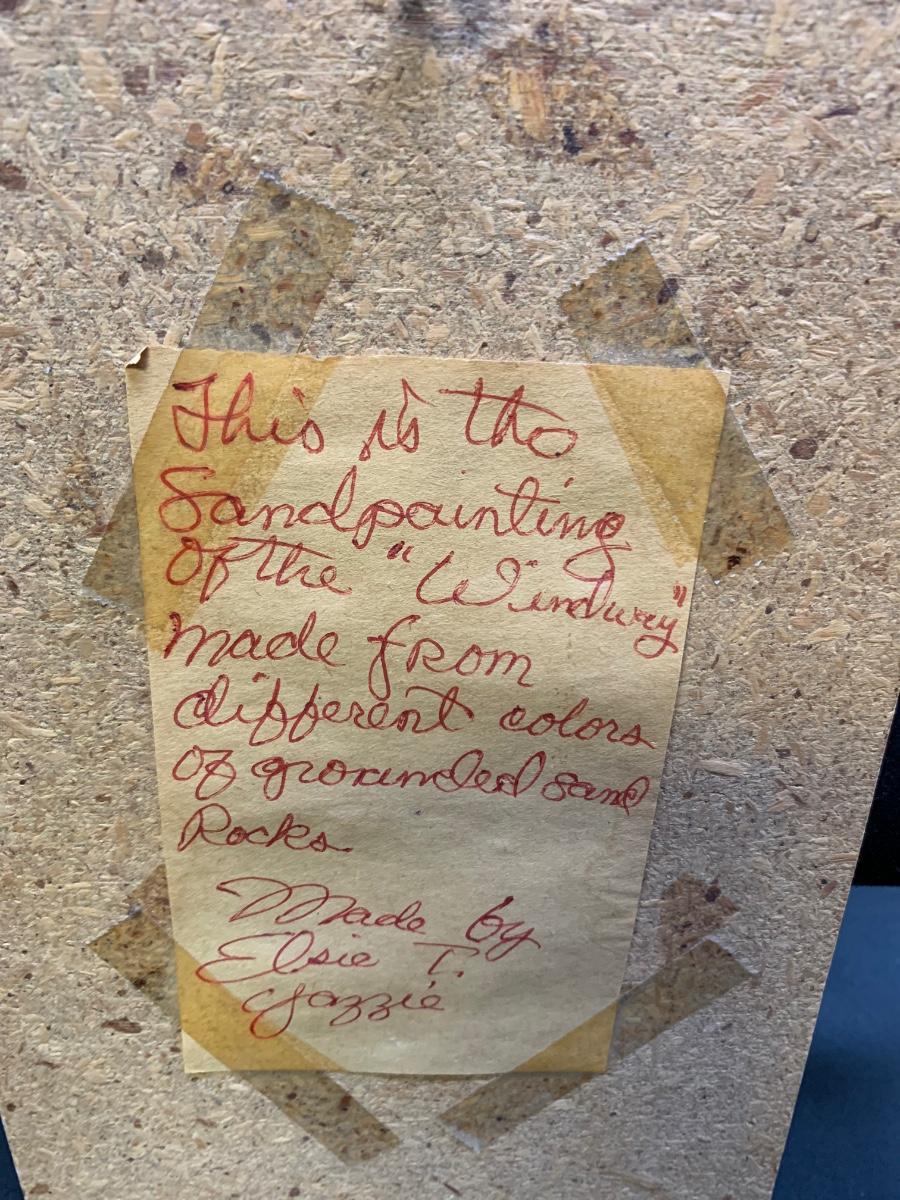 This is the
Sandpainting
Of the "Windway"
made from
different colors
of grounded sand
Rocks
Made by
Elsie T.
Yazzie